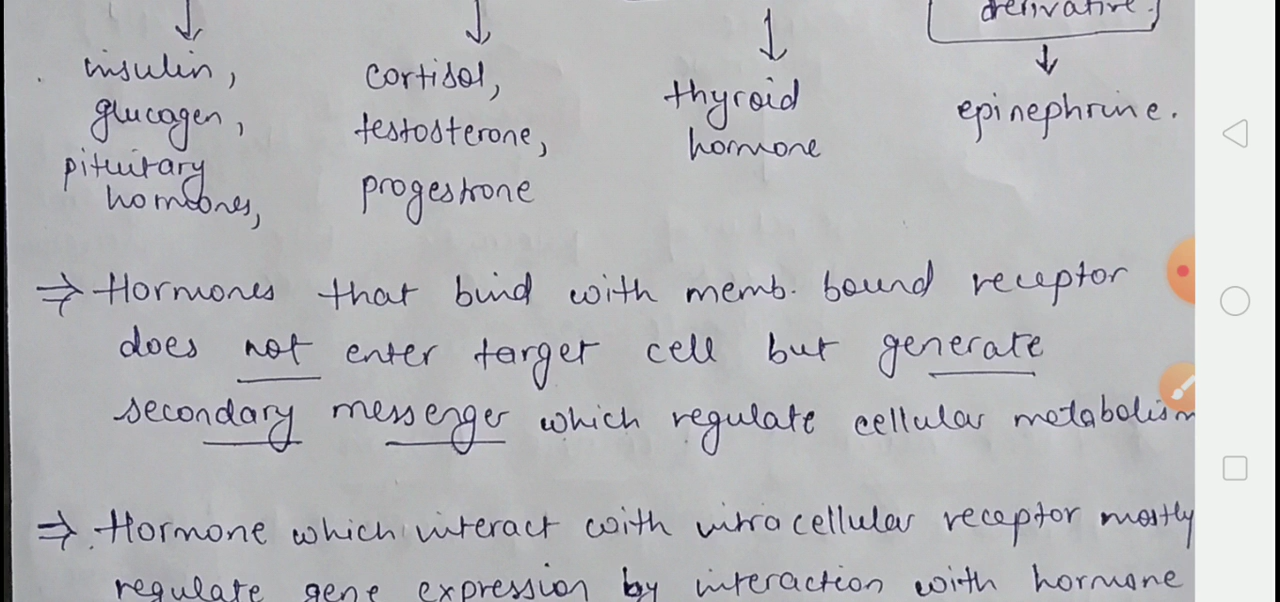 derivative.
insulin,
glucagen,
pituitary
homoones,
cortisol,
testosterone,
progestrone
thyroid
hormone
epinephrine.
⇒ Hormones that bind with memb. bound receptor
does not enter target cell but generate
secondary messenger which regulate cellular metabolism
⇒ Hormone which interact with intracellular receptor mostly
regulate gene expression by interaction with hormone